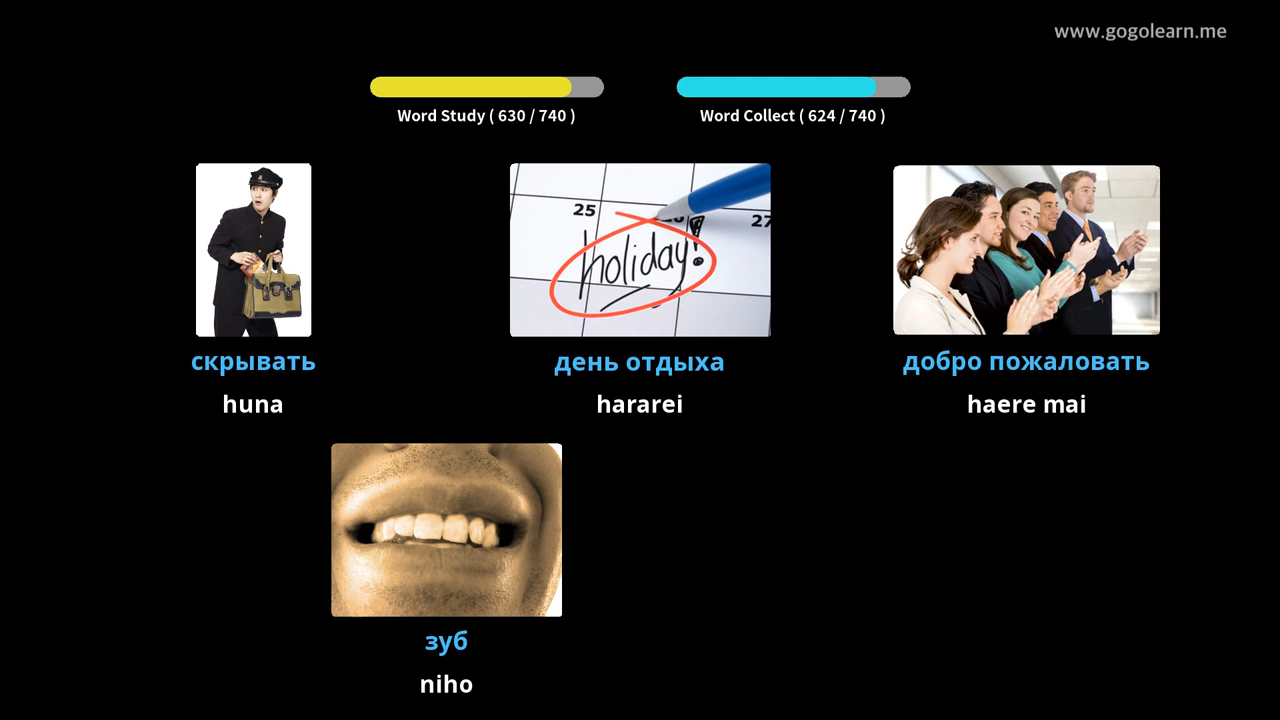 www.gogolearn.me
Word Study ( 630 / 740 )
Word Collect ( 624 / 740 )
25
27
holiday!
скрывать
huna
день отдыха
hararei
добро пожаловать
haere mai
зуб
niho